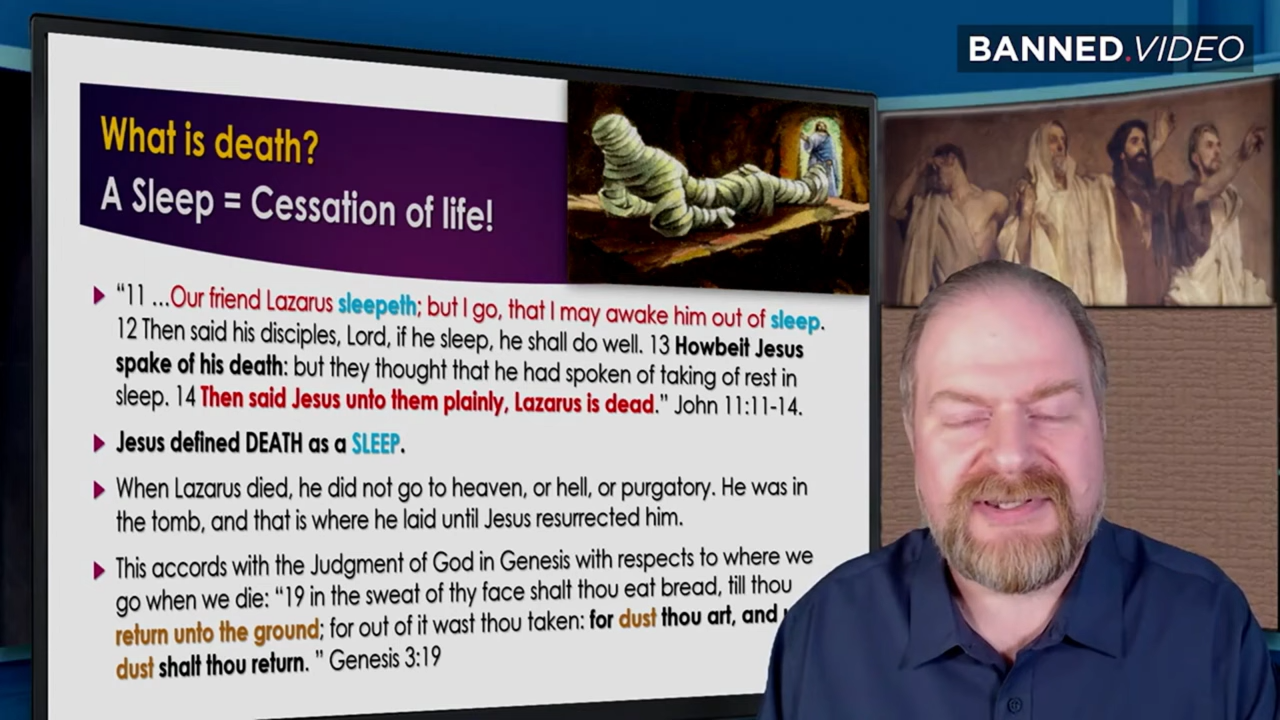 BANNED.VIDEO
What is death?
A Sleep = Cessation of life!
“11 ...Our friend Lazarus sleepeth; but I go, that I may awake him out of sleep.
12 Then said his disciples, Lord, if he sleep, he shall do well. 13 Howbeit Jesus
spake of his death: but they thought that he had spoken of taking of rest in
sleep. 14 Then said Jesus unto them plainly, Lazarus is dead.” John 11:11-14.
Jesus defined DEATH as a SLEEP.
When Lazarus died, he did not go to heaven, or hell, or purgatory. He was in
the tomb, and that is where he laid until Jesus resurrected him.
This accords with the Judgment of God in Genesis with respects to where we
go when we die: “19 in the sweat of thy face shalt thou eat bread, till thou
return unto the ground; for out of it wast thou taken: for dust thou art, and
dust shalt thou return. ” Genesis 3:19